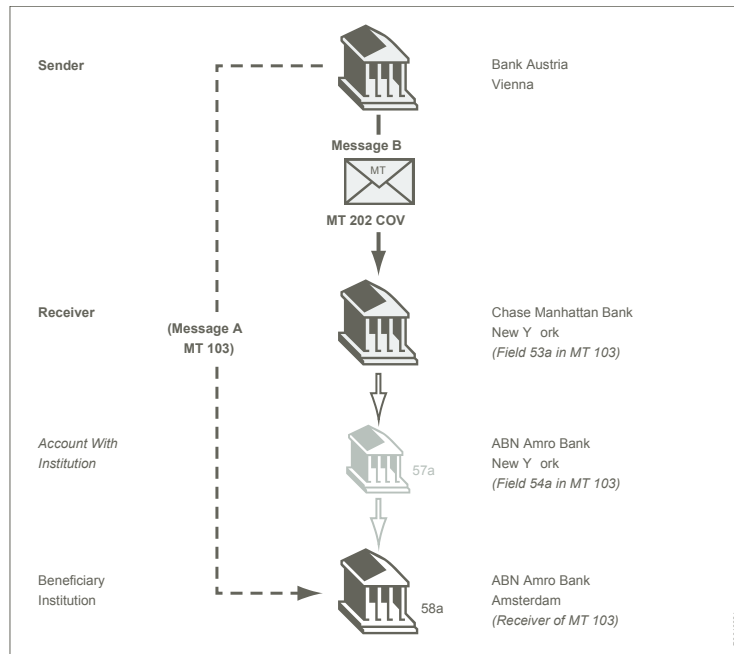 Sender
Bank Austria
Vienna
Message B
MT
MT 202 COV
Receiver
(Message A
MT 103)
Chase Manhattan Bank
New Y ork
(Field 53a in MT 103)
Account With
Institution
57a
ABN Amro Bank
New Y ork
(Field 54a in MT 103)
Beneficiary
Institution
58a
ABN Amro Bank
Amsterdam
(Receiver of MT 103)